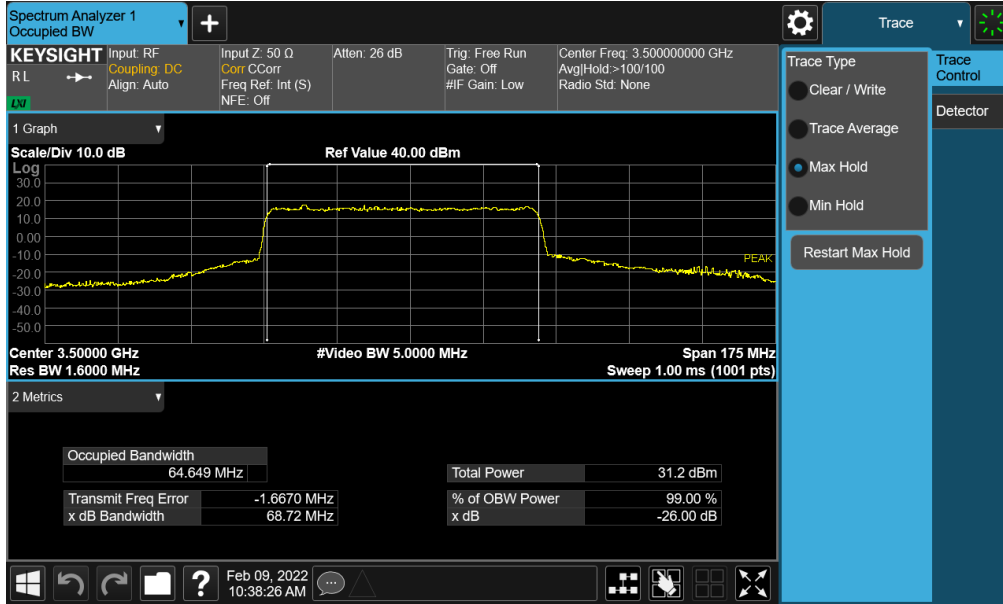 Spectrum Analyzer 1
Occupied BW
Trace
KEYSIGHT
RL
LXI
Input: RF
Coupling: DC
Align: Auto
Input Z: 50 Ω
Corr CCorr
Freq Ref: Int (S)
NFE: Off
Atten: 26 dB
Trig: Free Run
Gate: Off
#IF Gain: Low
Center Freq: 3.500000000 GHz
Avg|Hold:>100/100
Radio Std: None
1 Graph
Scale/Div 10.0 dB
Ref Value 40.00 dBm
Log
30.0
20.0
10.0
0.00
-10.0
-20.0
-30.0
-40.0
-50.0
PEAK
Center 3.50000 GHz
#Video BW 5.0000 MHz
Span 175 MHz
Res BW 1.6000 MHz
Sweep 1.00 ms (1001 pts)
2 Metrics
Occupied Bandwidth
64.649 MHz
Transmit Freq Error -1.6670 MHz
x dB Bandwidth 68.72 MHz
Total Power 31.2 dBm
% of OBW Power 99.00 %
x dB -26.00 dB
Feb 09, 2022
10:38:26 AM
Trace Type
Clear / Write
Trace Average
Max Hold
Min Hold
Restart Max Hold
Trace
Control
Detector